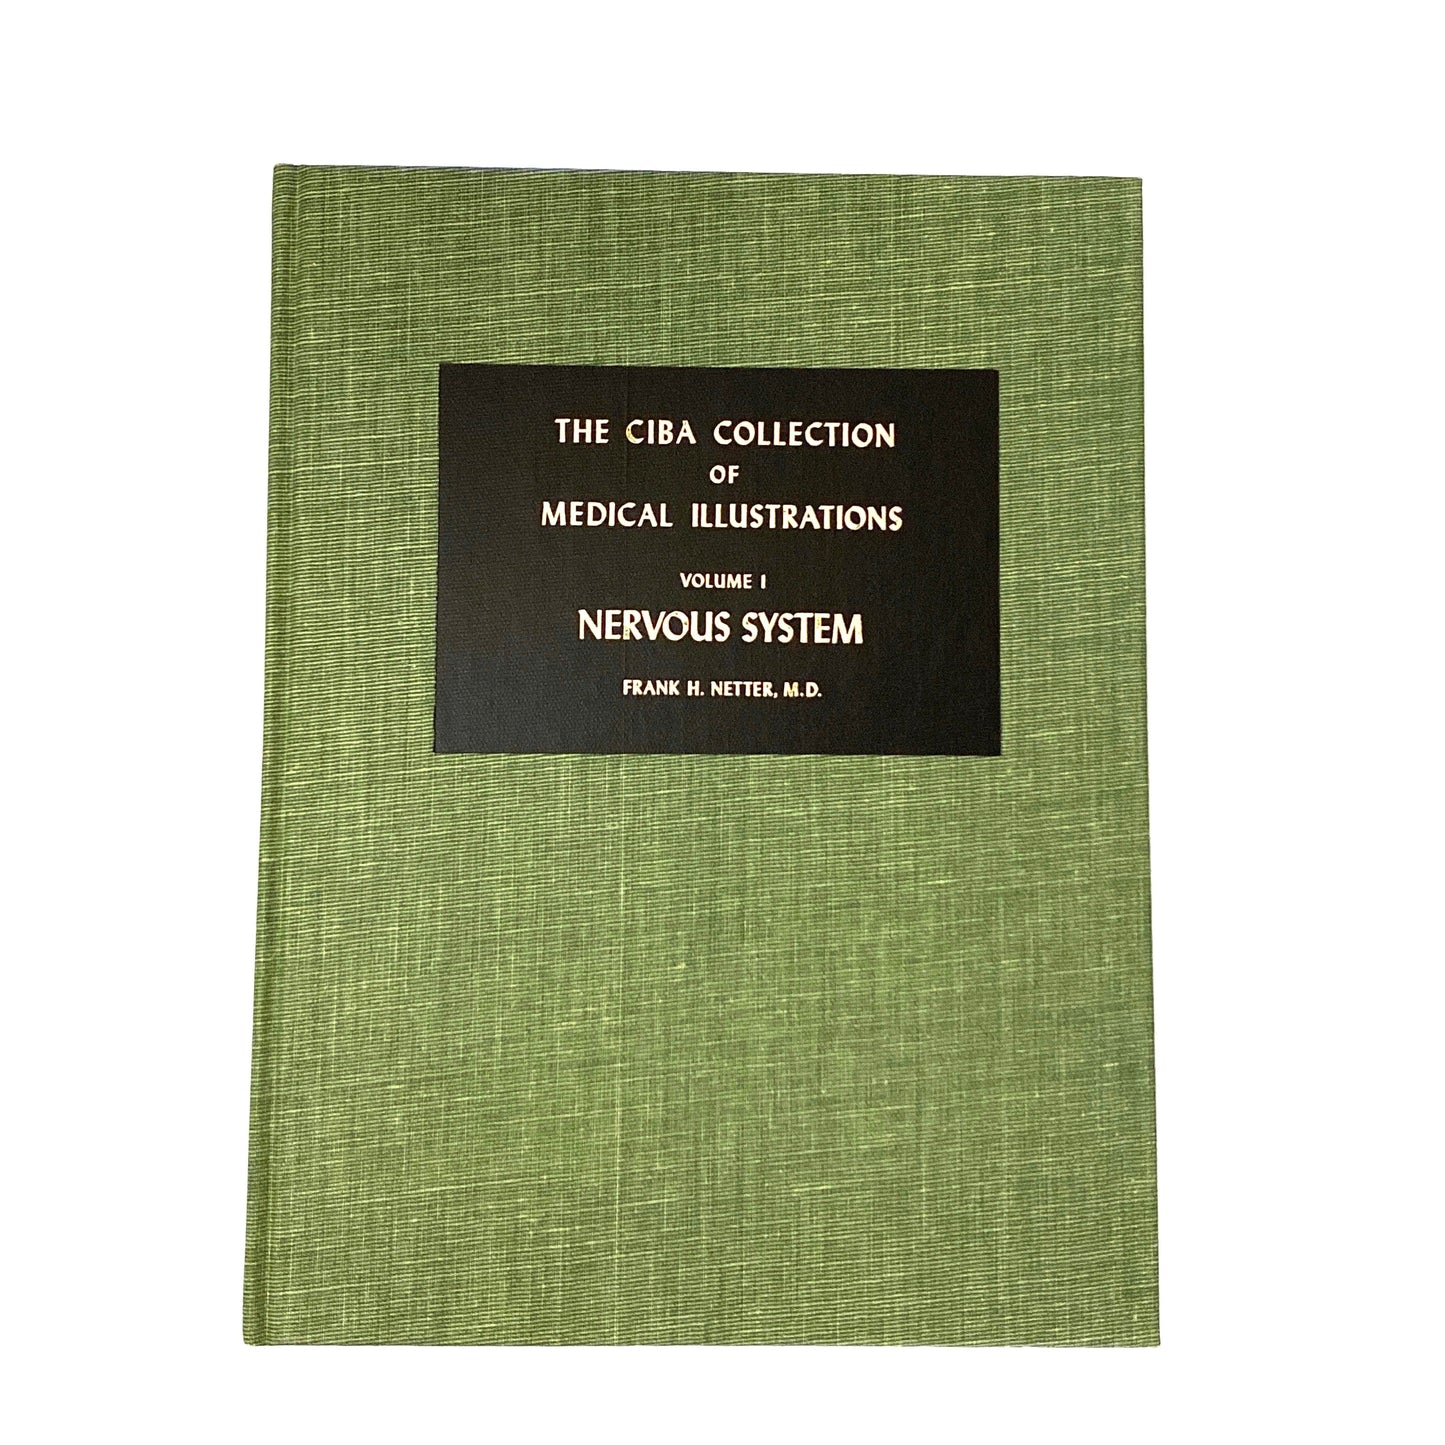 THE CIBA COLLECTION
OF
MEDICAL ILLUSTRATIONS
VOLUME I
NERVOUS SYSTEM
FRANK H. NETTER, M.D.